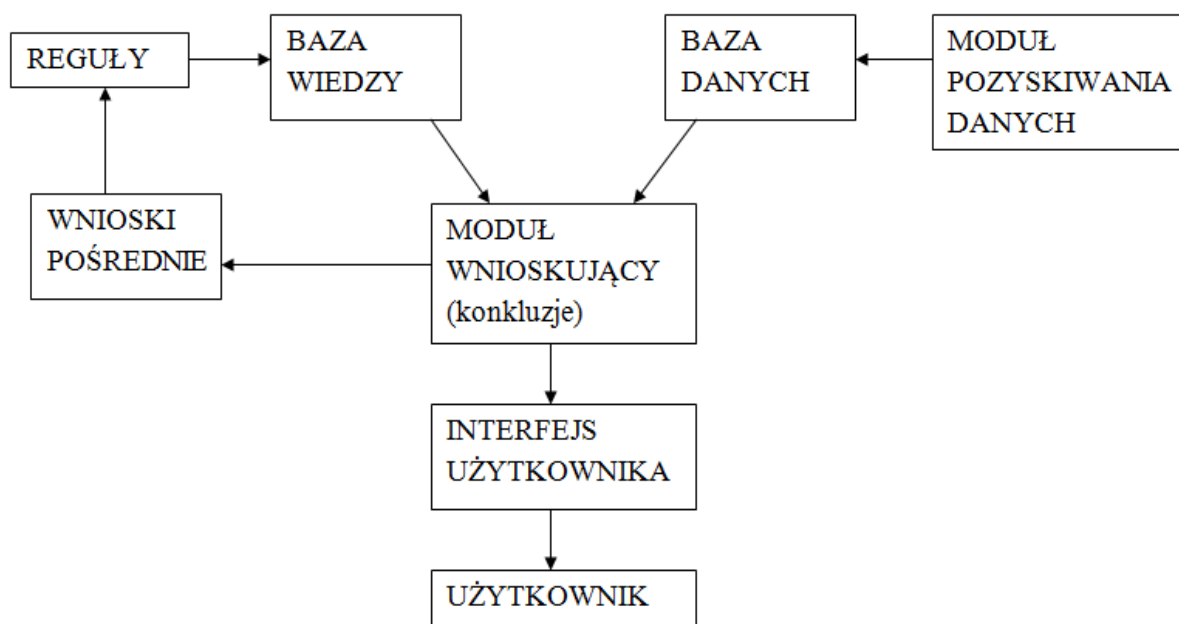 REGUŁY
BAZA
WIEDZY
BAZA
DANYCH
MODUŁ
POZYSKIWANIA
DANYCH
WNIOSKI
POŚREDNIE
MODUŁ
WNIOSKUJĄCY
(konkluzje)
INTERFEJS
UŻYTKOWNIKA
UŻYTKOWNIK